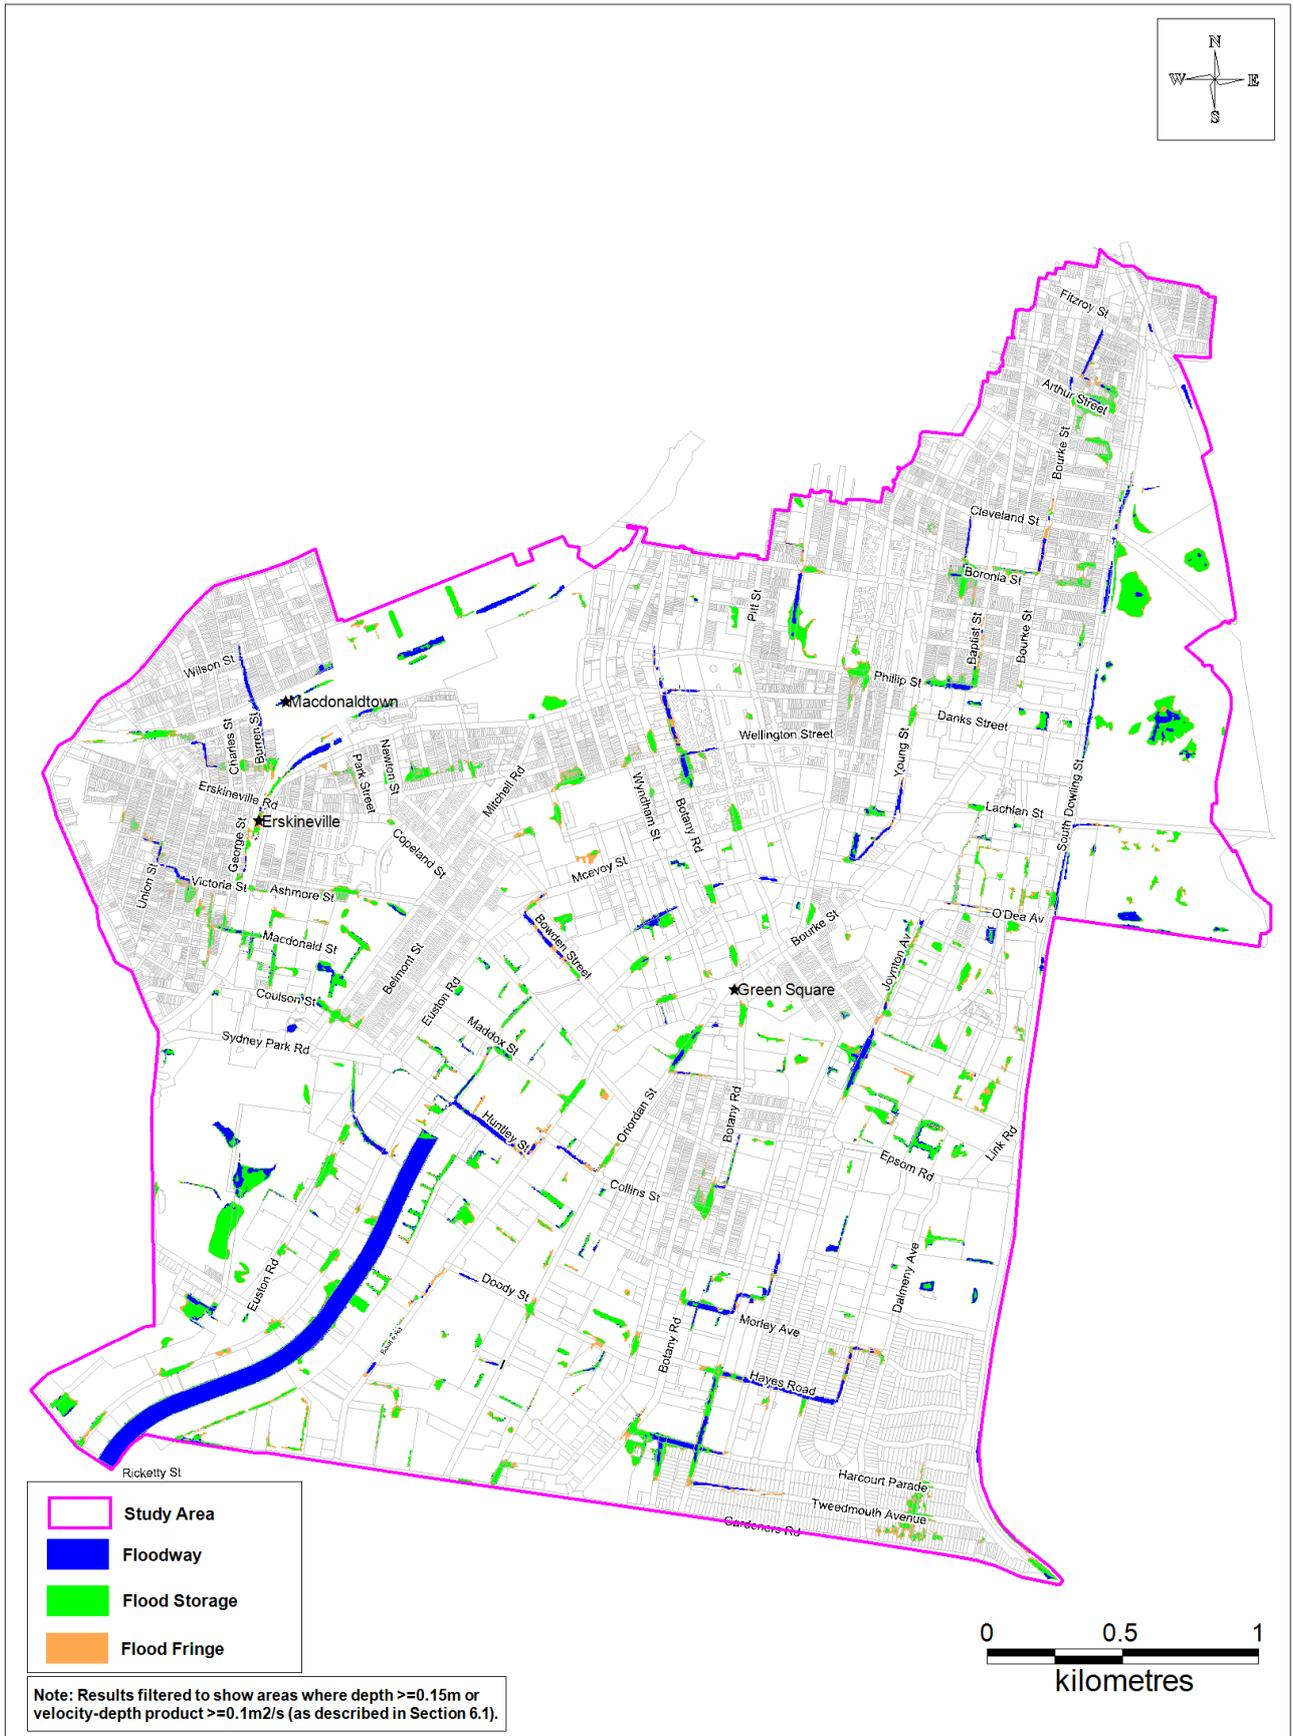 N
W E
S
Fitzroy St
Arthur Street
Bourke St
Cleveland St
Boronia St
Pitt St
Baptist St
Bourke St
Wilson St
Macdonaldtown
Phillip St
Danks Street
Charles St
Burren St
Wellington Street
Young St
Newton St
Park Street
Mitchell Rd
Erskineville Rd
Wyndham St
Botany Rd
South Dowling St
Lachlan St
Erskineville
George St
Copeland St
Mcevoy St
Union St
Victoria St
Ashmore St
O'Dea Av
Bowden Street
Bourke St
Macdonald St
Belmont St
Joynton Av
Green Square
Coulson St
Euston Rd
Sydney Park Rd
Maddox St
Huntley St
Oriordan St
Botany Rd
Link Rd
Epsom Rd
Collins St
Euston Rd
Doody St
Dalmeny Ave
Morley Ave
Botany Rd
Hayes Road
Ricketty St
Harcourt Parade
Tweedmouth Avenue
Gardeners Rd
Study Area
Floodway
Flood Storage
Flood Fringe
0 0.5 1
kilometres
Note: Results filtered to show areas where depth >=0.15m or
velocity-depth product >=0.1m2/s (as described in Section 6.1).